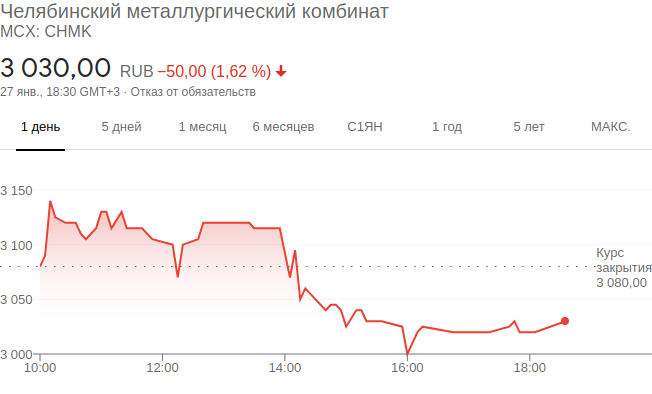 Челябинский металлургический комбинат
MCX: CHMK
3 030,00 RUB −50,00 (1,62 %)
27 янв., 18:30 GMT+3 · Отказ от обязательств
1 день 5 дней 1 месяц 6 месяцев С1ЯН 1 год 5 лет МАКС.
3 150
3 100
Курс
закрытия
3 080,00
3 050
3 000
10:00 12:00 14:00 16:00 18:00